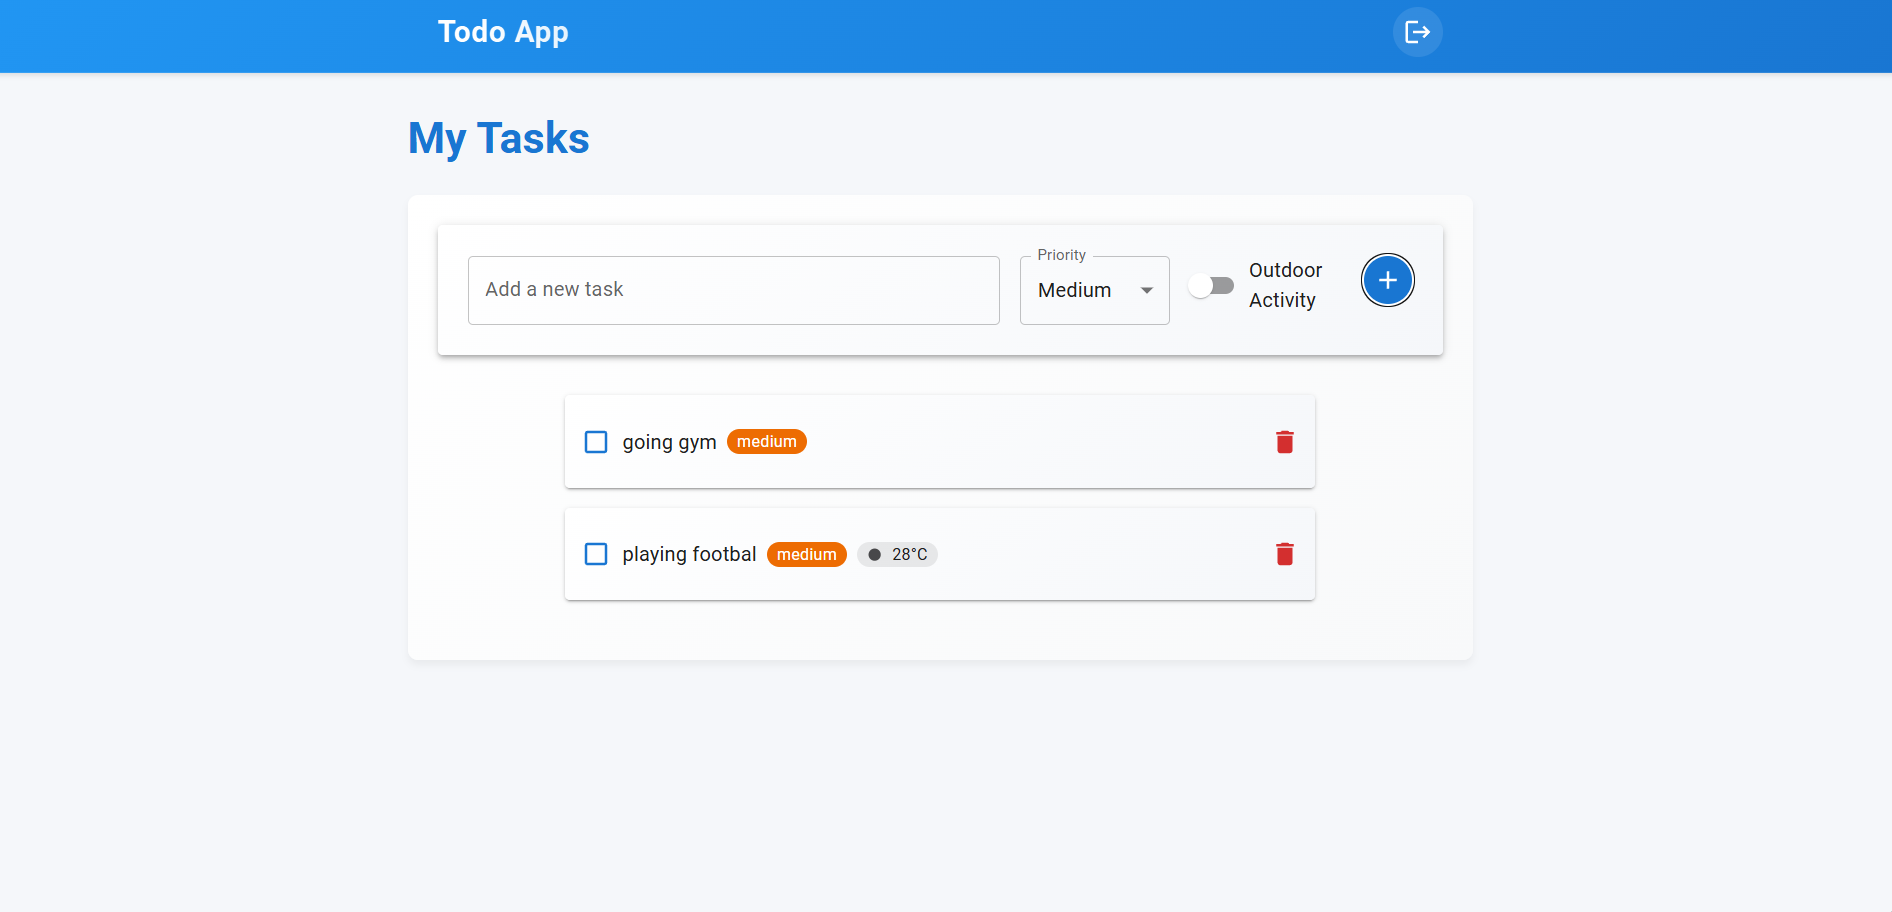 Todo App
My Tasks
Add a new task
Priority
Medium
Outdoor
Activity
going gym medium
playing footbal medium 28°C